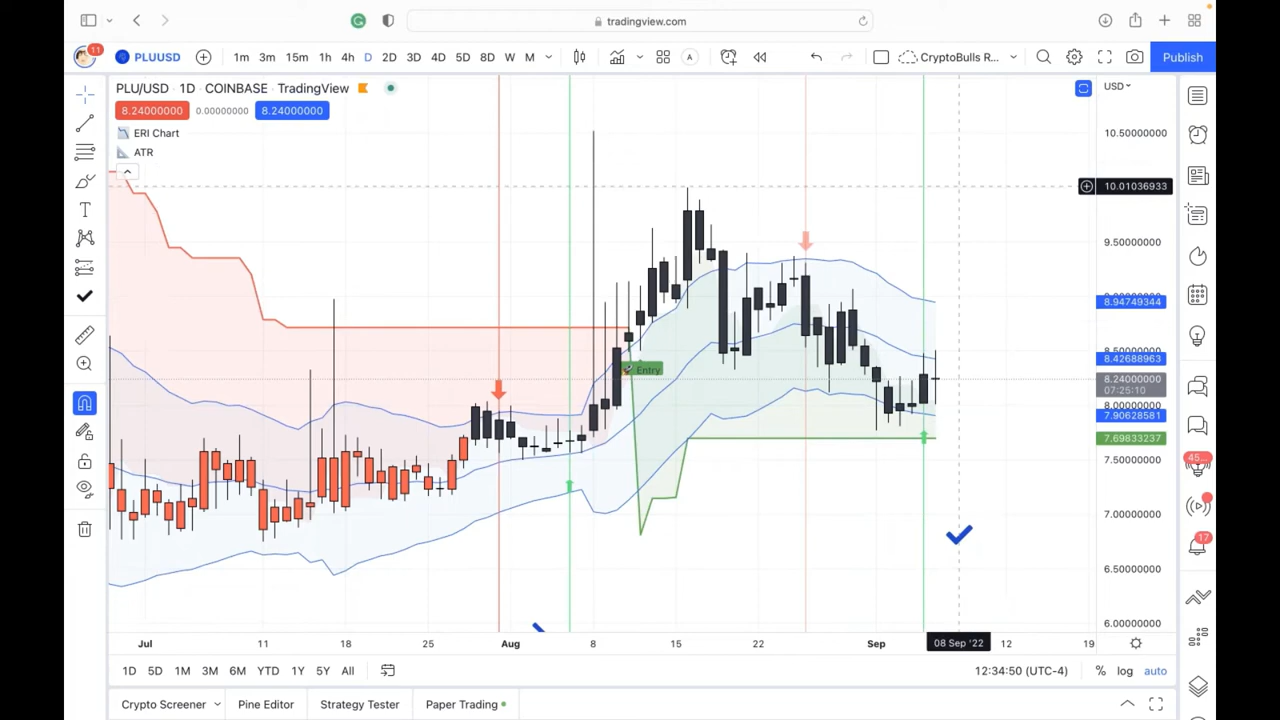 tradingview.com
11
PLUUSD
1m 3m 15m 1h 4h D 2D 3D 4D 5D 8D W M
A
CryptoBulls R...
Publish
PLU/USD · 1D · COINBASE · TradingView
USD
8.24000000 0.00000000 8.24000000
ERI Chart
ATR
10.50000000
10.01036933
9.50000000
8.94749344
8.42688963
8.24000000
07:25:10
8.00000000
7.90628581
7.69833237
7.50000000
7.00000000
6.50000000
6.00000000
Entry
45...
17
Jul 11 18 25 Aug 8 15 22 Sep 08 Sep '22 12 19
1D 5D 1M 3M 6M YTD 1Y 5Y All
12:34:50 (UTC-4) % log auto
Crypto Screener Pine Editor Strategy Tester Paper Trading